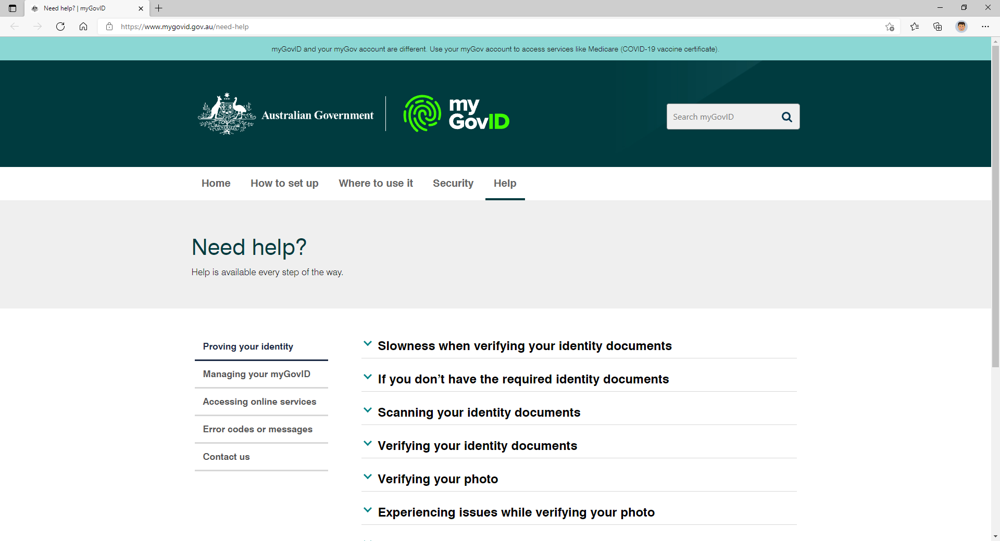 Need help? | myGovID
https://www.mygovid.gov.au/need-help
myGovID and your myGov account are different. Use your myGov account to access services like Medicare (COVID-19 vaccine certificate).
Australian Government
my
GovID
Search myGovID
Home
How to set up
Where to use it
Security
Help
Need help?
Help is available every step of the way.
Proving your identity
Managing your myGovID
Accessing online services
Error codes or messages
Contact us
Slowness when verifying your identity documents
If you don’t have the required identity documents
Scanning your identity documents
Verifying your identity documents
Verifying your photo
Experiencing issues while verifying your photo